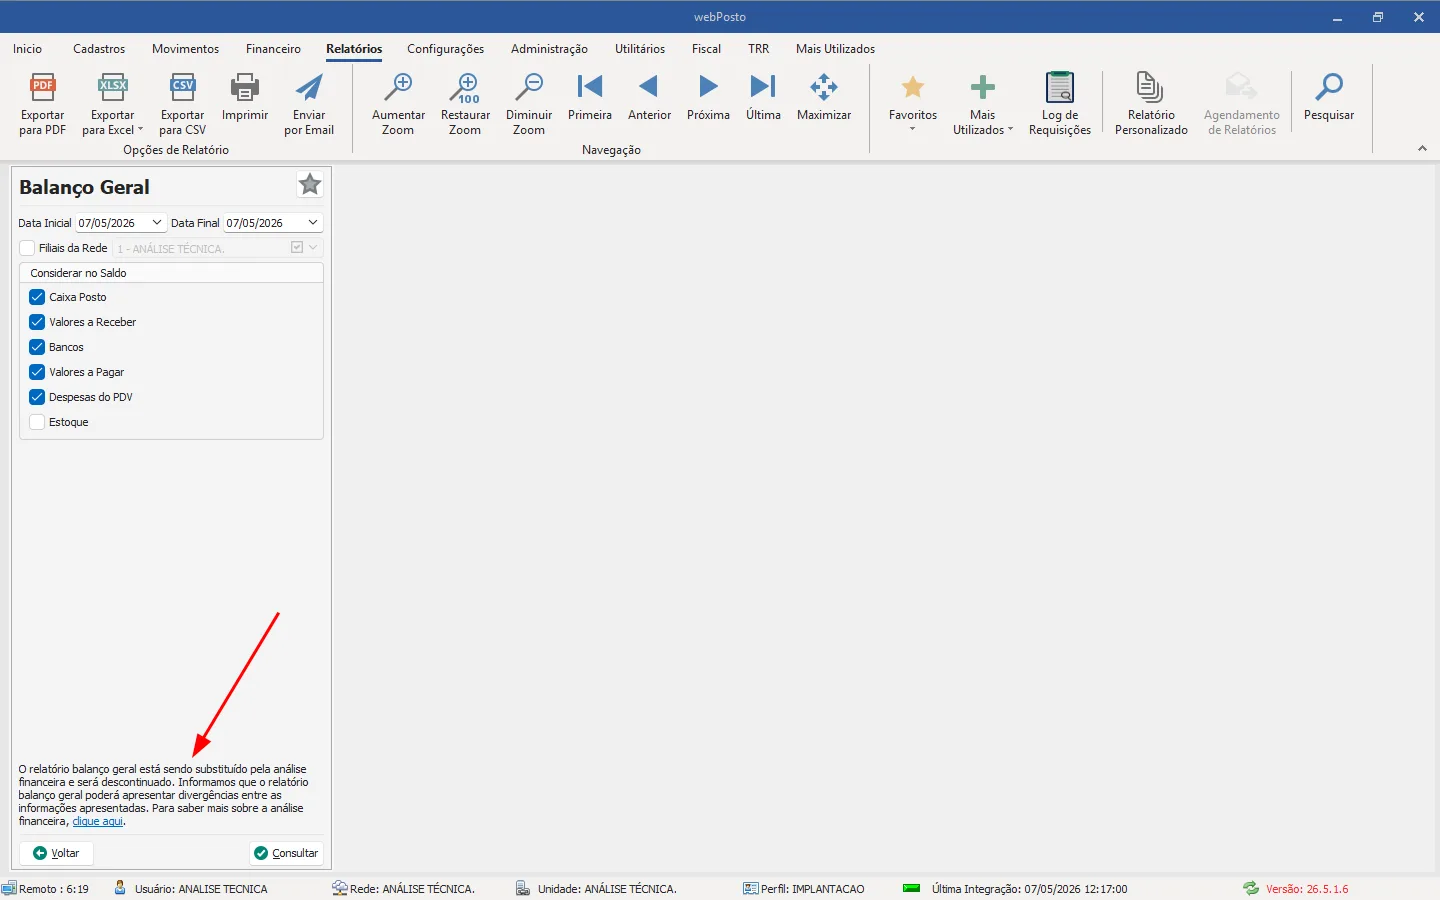 webPosto
Inicio Cadastros Movimentos Financeiro Relatórios Configurações Administração Utilitários Fiscal TRR Mais Utilizados
PDF XLSX CSV 100
Exportar para PDF
Exportar para Excel
Exportar para CSV
Imprimir
Enviar por Email
Aumentar Zoom
Restaurar Zoom
Diminuir Zoom
Primeira
Anterior
Próxima
Última
Maximizar
Favoritos
Mais Utilizados
Log de Requisições
Relatório Personalizado
Agendamento de Relatórios
Pesquisar
Opções de Relatório
Navegação
Balanço Geral
Data Inicial 07/05/2026 Data Final 07/05/2026
Filiais da Rede 1 - ANÁLISE TÉCNICA.
Considerar no Saldo
Caixa Posto
Valores a Receber
Bancos
Valores a Pagar
Despesas do PDV
Estoque
O relatório balanço geral está sendo substituído pela análise
financeira e será descontinuado. Informamos que o relatório
balanço geral poderá apresentar divergências entre as
informações apresentadas. Para saber mais sobre a análise
financeira, clique aqui.
Voltar Consultar
Remoto : 6:19 Usuário: ANALISE TECNICA Rede: ANÁLISE TÉCNICA. Unidade: ANÁLISE TÉCNICA. Perfil: IMPLANTACAO Última Integração: 07/05/2026 12:17:00 Versão: 26.5.1.6